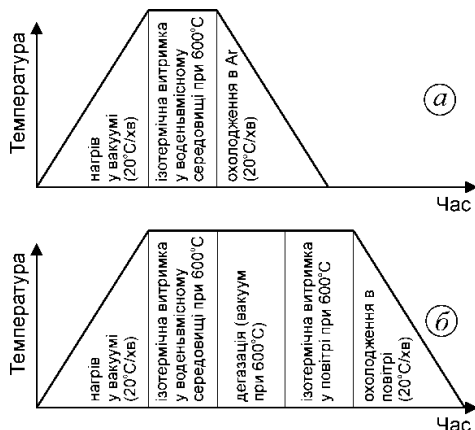 Температура
нагрів
у вакуумі
(20°С/хв)
ізотермічна витримка
у воденьвмісному
середовищі при 600°С
охолодження в Ar
(20°С/хв)
а
Час
Температура
нагрів
у вакуумі
(20°С/хв)
ізотермічна витримка
у воденьвмісному
середовищі при 600°С
дегазація (вакуум
при 600°С)
ізотермічна витримка
у повітрі при 600°С
охолодження в
повітрі
(20°С/хв)
б
Час